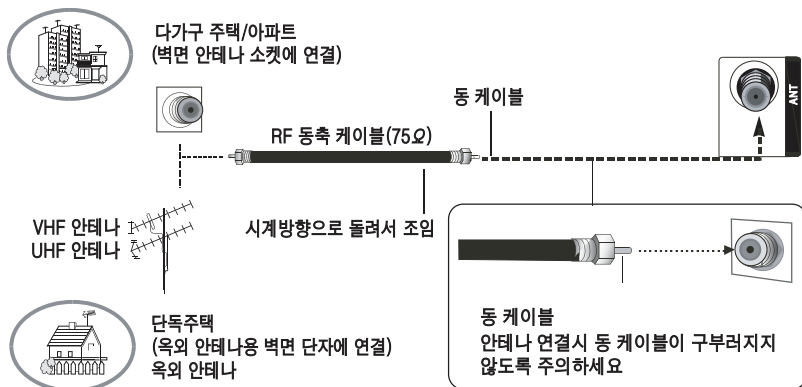 다가구 주택/아파트
(벽면 안테나 소켓에 연결)
동 케이블
ANT
RF 동축 케이블(75Ω)
VHF 안테나
UHF 안테나
시계방향으로 돌려서 조임
단독주택
(옥외 안테나용 벽면 단자에 연결)
옥외 안테나
동 케이블
안테나 연결시 동 케이블이 구부러지지
않도록 주의하세요